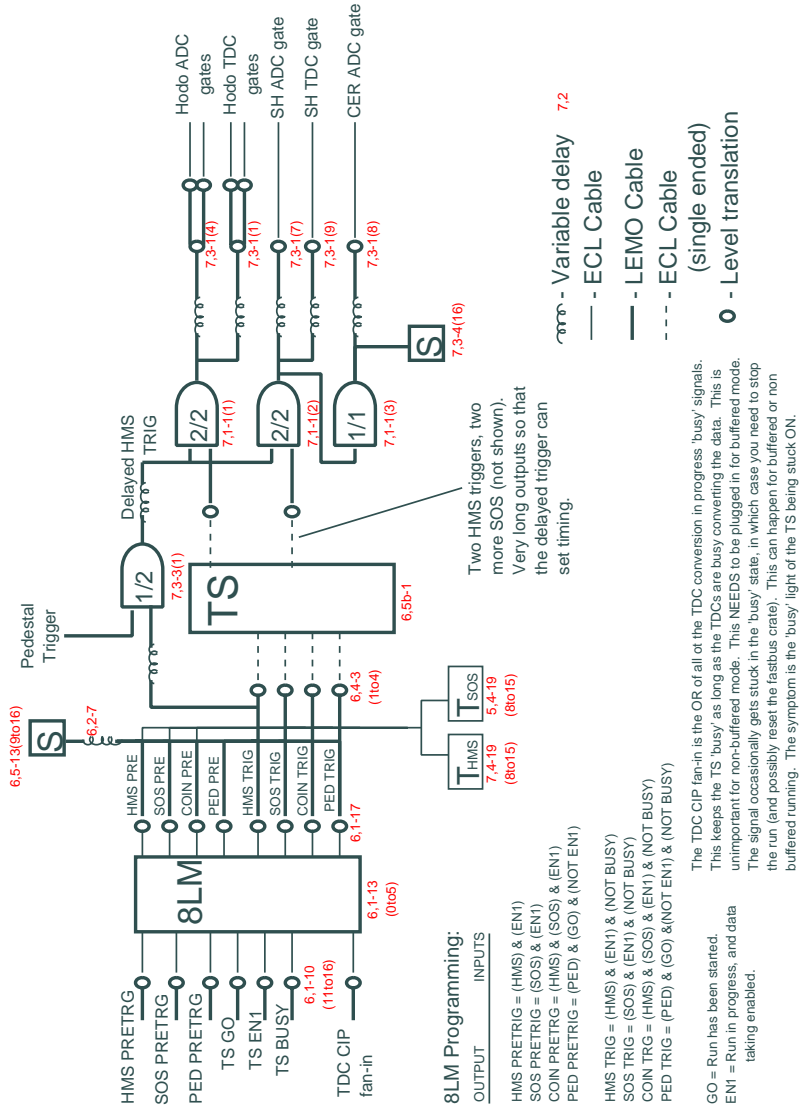 HMS PRETRG
SOS PRETRG
PED PRETRG
TS GO
TS EN1
TS BUSY
TDC CIP
fan-in
6,1-10
(11to16)
8LM
6,1-13
(0to5)
HMS PRE
SOS PRE
COIN PRE
PED PRE
HMS TRIG
SOS TRIG
COIN TRIG
PED TRIG
6,1-17
6,5-13(9to16)
S
6,2-7
Pedestal
Trigger
1/2
7,3-3(1)
Delayed HMS
TRIG
THMS
7,4-19
(8to15)
TSOS
5,4-19
(8to15)
6,4-3
(1to4)
TS
6,5b-1
2/2
7,1-1(1)
2/2
7,1-1(2)
1/1
7,1-1(3)
S
7,3-4(16)
7,3-1(4)
7,3-1(1)
7,3-1(7)
7,3-1(9)
7,3-1(8)
Hodo ADC
gates
Hodo TDC
gates
SH ADC gate
SH TDC gate
CER ADC gate
Two HMS triggers, two
more SOS (not shown).
Very long outputs so that
the delayed trigger can
set timing.
- Variable delay 7,2
- ECL Cable
- LEMO Cable
- ECL Cable
(single ended)
- Level translation
8LM Programming:
OUTPUT INPUTS
HMS PRETRIG = (HMS) & (EN1)
SOS PRETRIG = (SOS) & (EN1)
COIN PRETRG = (HMS) & (SOS) & (EN1)
PED PRETRIG = (PED) & (GO) & (NOT EN1)
HMS TRIG = (HMS) & (EN1) & (NOT BUSY)
SOS TRIG = (SOS) & (EN1) & (NOT BUSY)
COIN TRG = (HMS) & (SOS) & (EN1) & (NOT BUSY)
PED TRIG = (PED) & (GO) &(NOT EN1) & (NOT BUSY)
GO = Run has been started.
EN1 = Run in progress, and data
taking enabled.
The TDC CIP fan-in is the OR of all ot the TDC conversion in progress 'busy' signals.
This keeps the TS 'busy' as long as the TDCs are busy converting the data. This is
unimportant for non-buffered mode. This NEEDS to be plugged in for buffered mode.
The signal occasionally gets stuck in the 'busy' state, in which case you need to stop
the run (and possibly reset the fastbus crate). This can happen for buffered or non
buffered running. The symptom is the 'busy' light of the TS being stuck ON.